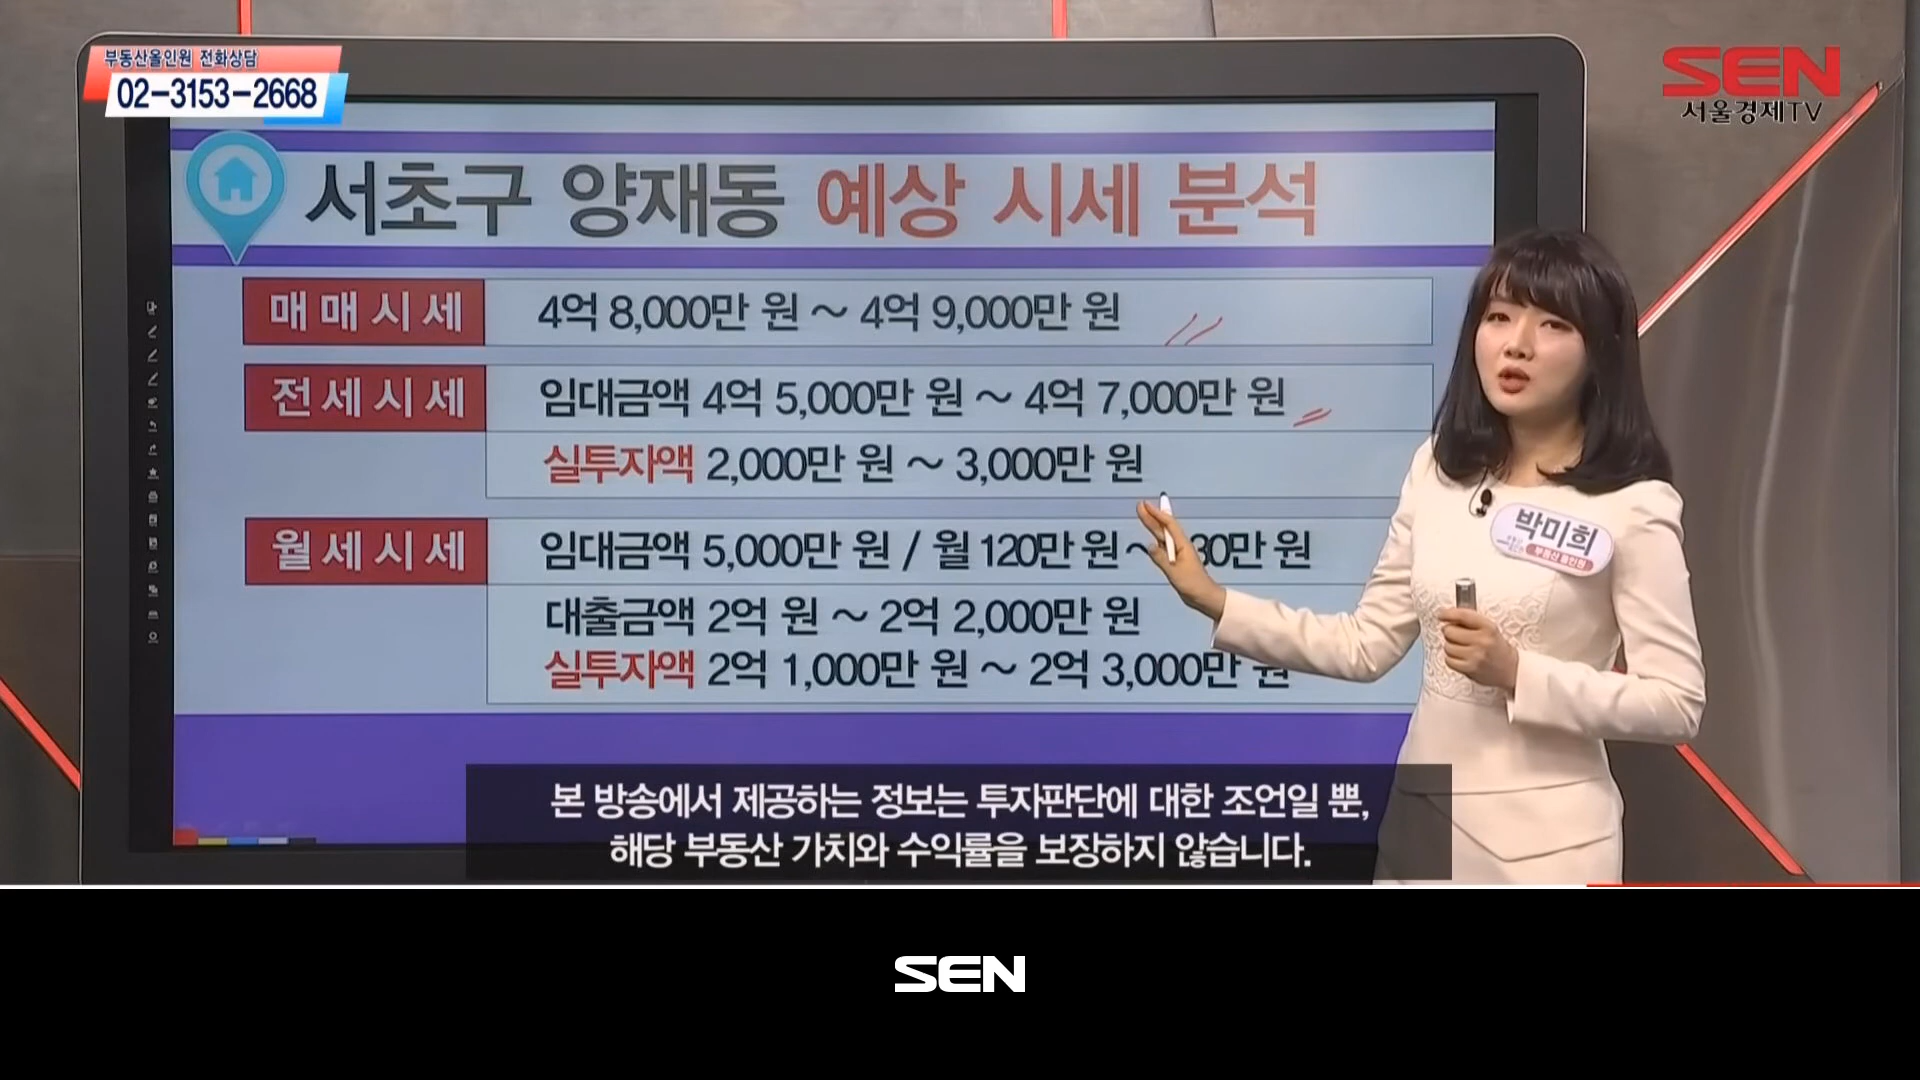 부동산올인원 전화상담
02-3153-2668
SEN
서울경제TV
서초구 양재동 예상 시세 분석
매매시세
4억 8,000만 원 ~ 4억 9,000만 원
전세시세
임대금액 4억 5,000만 원 ~ 4억 7,000만 원
실투자액 2,000만 원 ~ 3,000만 원
월세시세
임대금액 5,000만 원 / 월 120만 원 ~ 30만 원
대출금액 2억 원 ~ 2억 2,000만 원
실투자액 2억 1,000만 원 ~ 2억 3,000만 원
박미희
부동산 올인원
본 방송에서 제공하는 정보는 투자판단에 대한 조언일 뿐,
해당 부동산 가치와 수익률을 보장하지 않습니다.
SEN